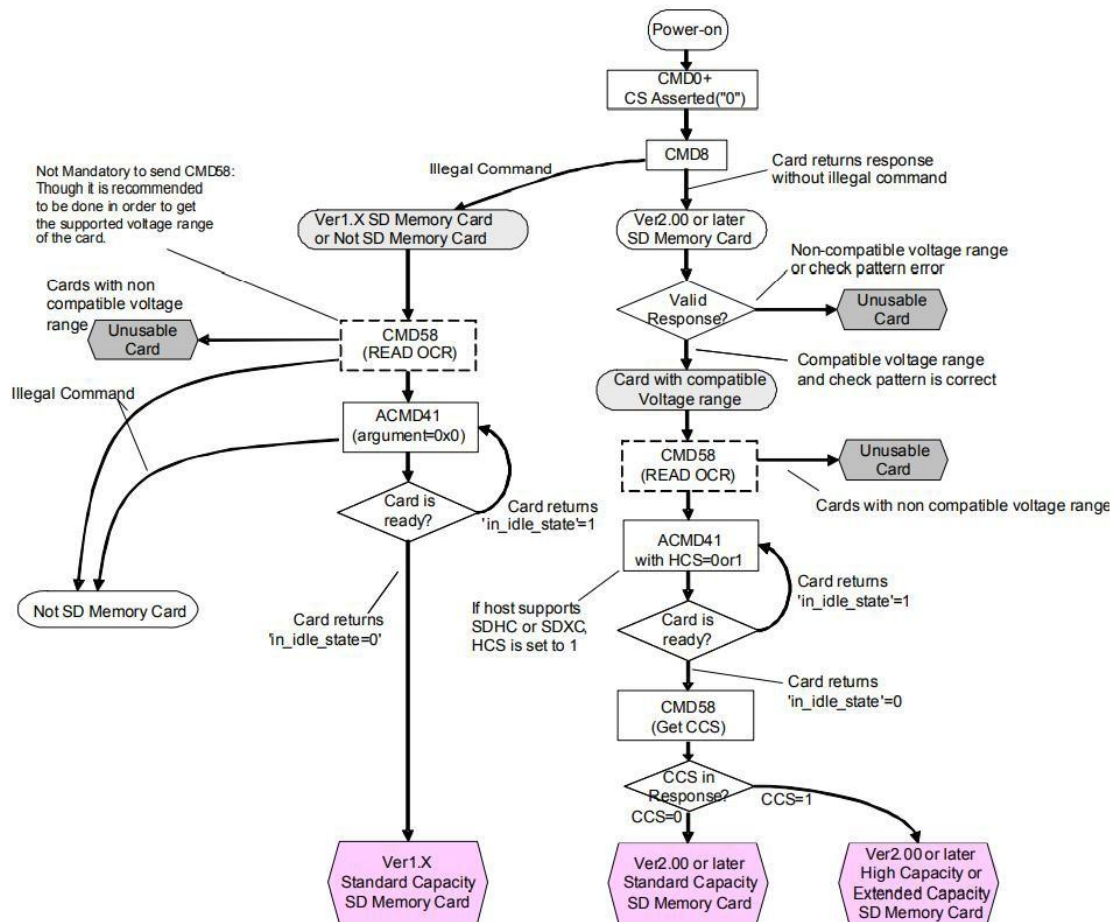 Power-on
CMD0+
CS Asserted("0")
CMD8
Illegal Command
Card returns response
without illegal command
Not Mandatory to send CMD58:
Though it is recommended
to be done in order to get
the supported voltage range
of the card.
Ver1.X SD Memory Card
or Not SD Memory Card
Ver2.00 or later
SD Memory Card
Non-compatible voltage range
or check pattern error
Cards with non
compatible voltage
range
Unusable
Card
CMD58
(READ OCR)
Valid
Response?
Unusable
Card
Compatible voltage range
and check pattern is correct
Card with compatible
Voltage range
Illegal Command
ACMD41
(argument=0x0)
CMD58
(READ OCR)
Unusable
Card
Cards with non compatible voltage range
Card is
ready?
Card returns
'in_idle_state'=1
ACMD41
with HCS=0or1
Card returns
'in_idle_state'=1
Not SD Memory Card
Card returns
'in_idle_state=0'
If host supports
SDHC or SDXC,
HCS is set to 1
Card is
ready?
Card returns
'in_idle_state'=0
CMD58
(Get CCS)
CCS in
Response?
CCS=0
CCS=1
Ver1.X
Standard Capacity
SD Memory Card
Ver2.00 or later
Standard Capacity
SD Memory Card
Ver2.00 or later
High Capacity or
Extended Capacity
SD Memory Card